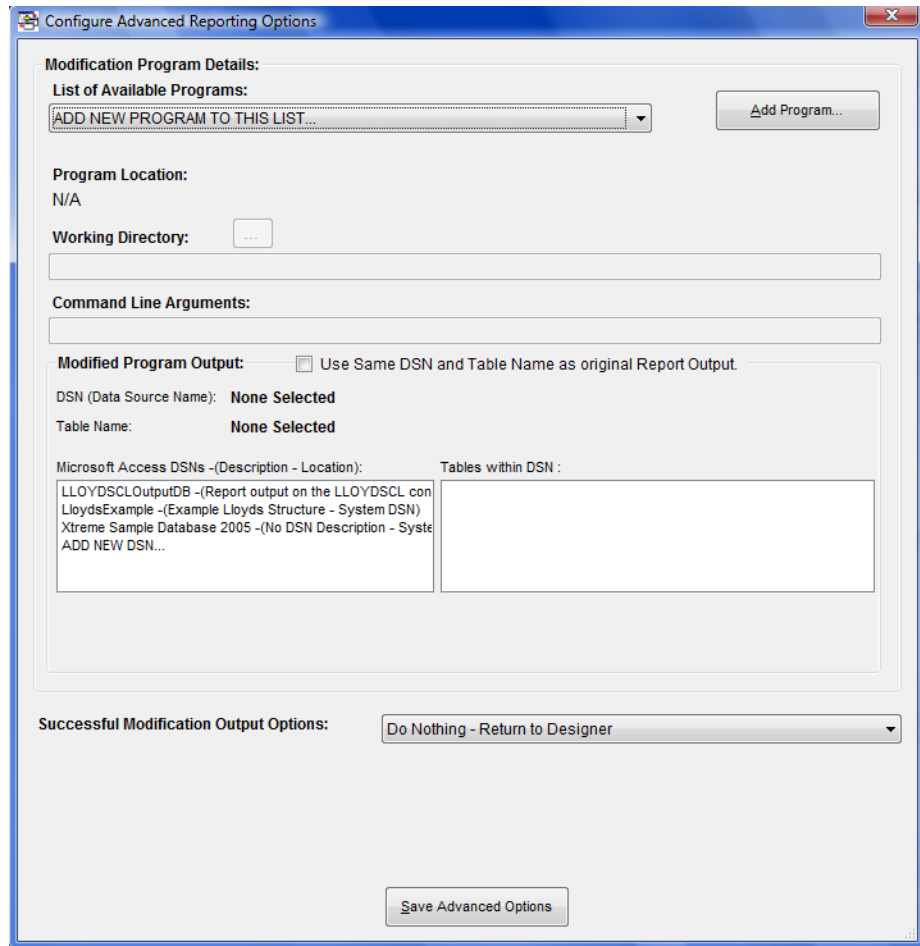 Configure Advanced Reporting Options
Modification Program Details:
List of Available Programs:
ADD NEW PROGRAM TO THIS LIST...
Add Program...
Program Location:
N/A
Working Directory:
...
Command Line Arguments:
Modified Program Output:
Use Same DSN and Table Name as original Report Output.
DSN (Data Source Name): None Selected
Table Name: None Selected
Microsoft Access DSNs -(Description - Location):
LLOYDSCLOutputDB -(Report output on the LLOYDSCL con
LloydsExample -(Example Lloyds Structure - System DSN)
Xtreme Sample Database 2005 -(No DSN Description - Syste
ADD NEW DSN...
Tables within DSN :
Successful Modification Output Options:
Do Nothing - Return to Designer
Save Advanced Options